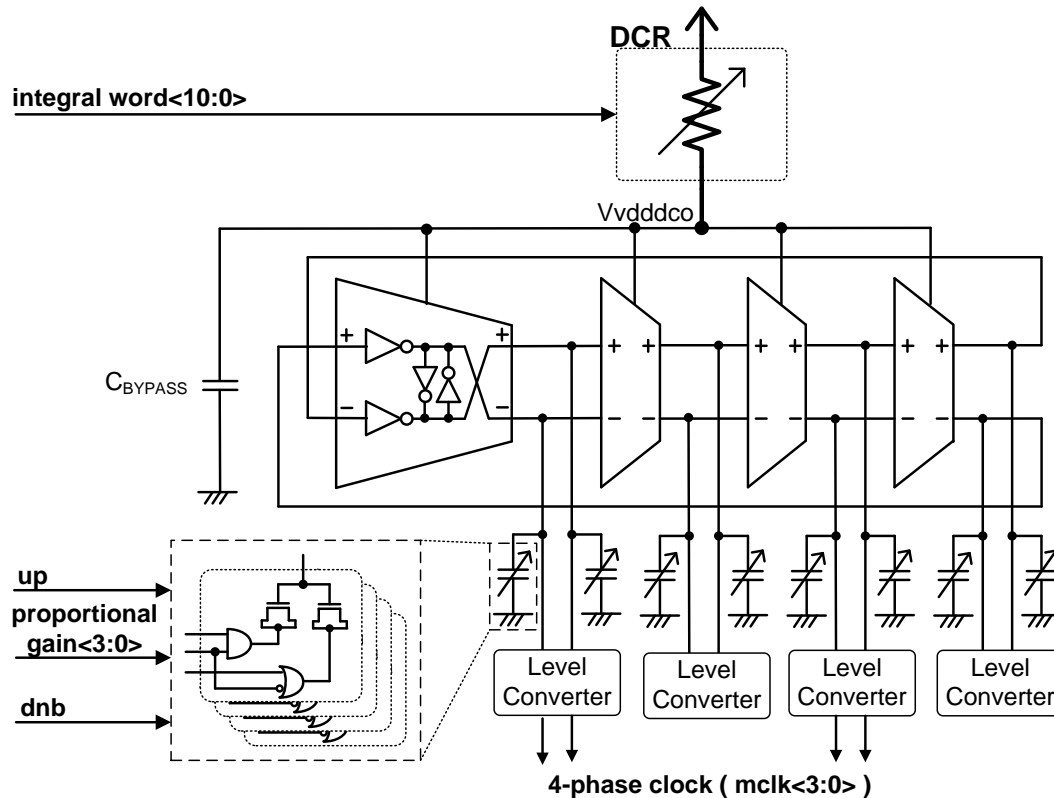 DCR
integral word<10:0>
Vvdddco
+ + + + + + + +
CBYPASS
− − − − − − − −
up
proportional
gain<3:0>
dnb
Level
Converter
Level
Converter
Level
Converter
Level
Converter
4-phase clock ( mclk<3:0> )